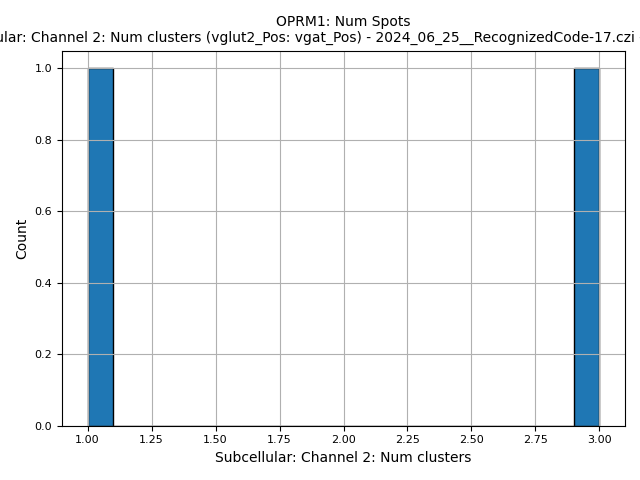 OPRM1: Num Spots
Channel 2: Num clusters (vglut2_Pos: vgat_Pos) - 2024_06_25__RecognizedCode-17.czi
1.0
0.8
0.6
0.4
0.2
0.0
Count
1.00 1.25 1.50 1.75 2.00 2.25 2.50 2.75 3.00
Subcellular: Channel 2: Num clusters